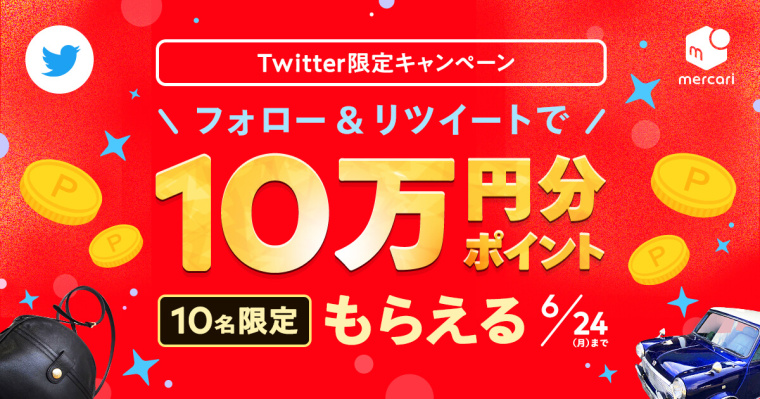 Twitter限定キャンペーン
mercari
フォロー&リツイートで
10万円分
ポイント
10名限定
もらえる
6/24
(月)まで
P
P
P
P